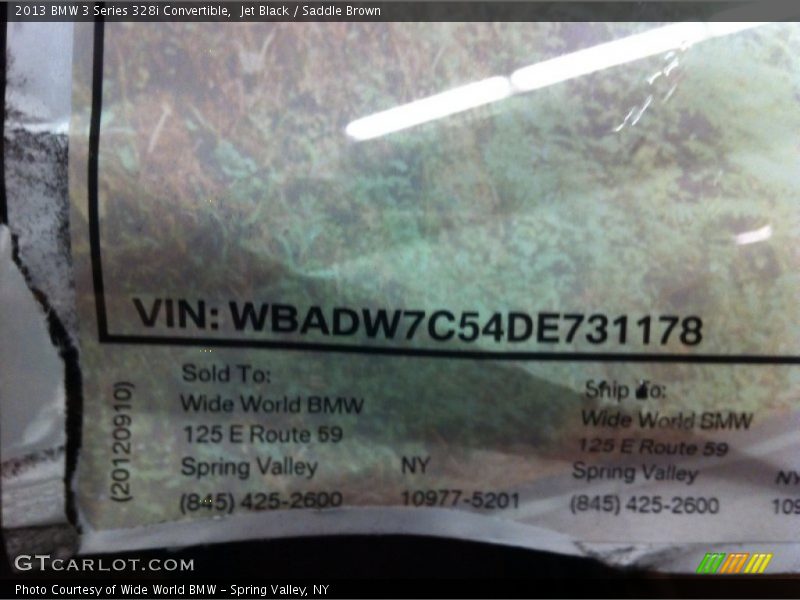 2013 BMW 3 Series 328i Convertible,  Jet Black / Saddle Brown
VIN: WBADW7C54DE731178
(20120910)
Sold To:
Wide World BMW
125 E Route 59
Spring Valley NY
(845) 425-2600 10977-5201
Ship To:
Wide World BMW
125 E Route 59
Spring Valley NY
(845) 425-2600
GTCARLOT.COM
Photo Courtesy of Wide World BMW - Spring Valley, NY